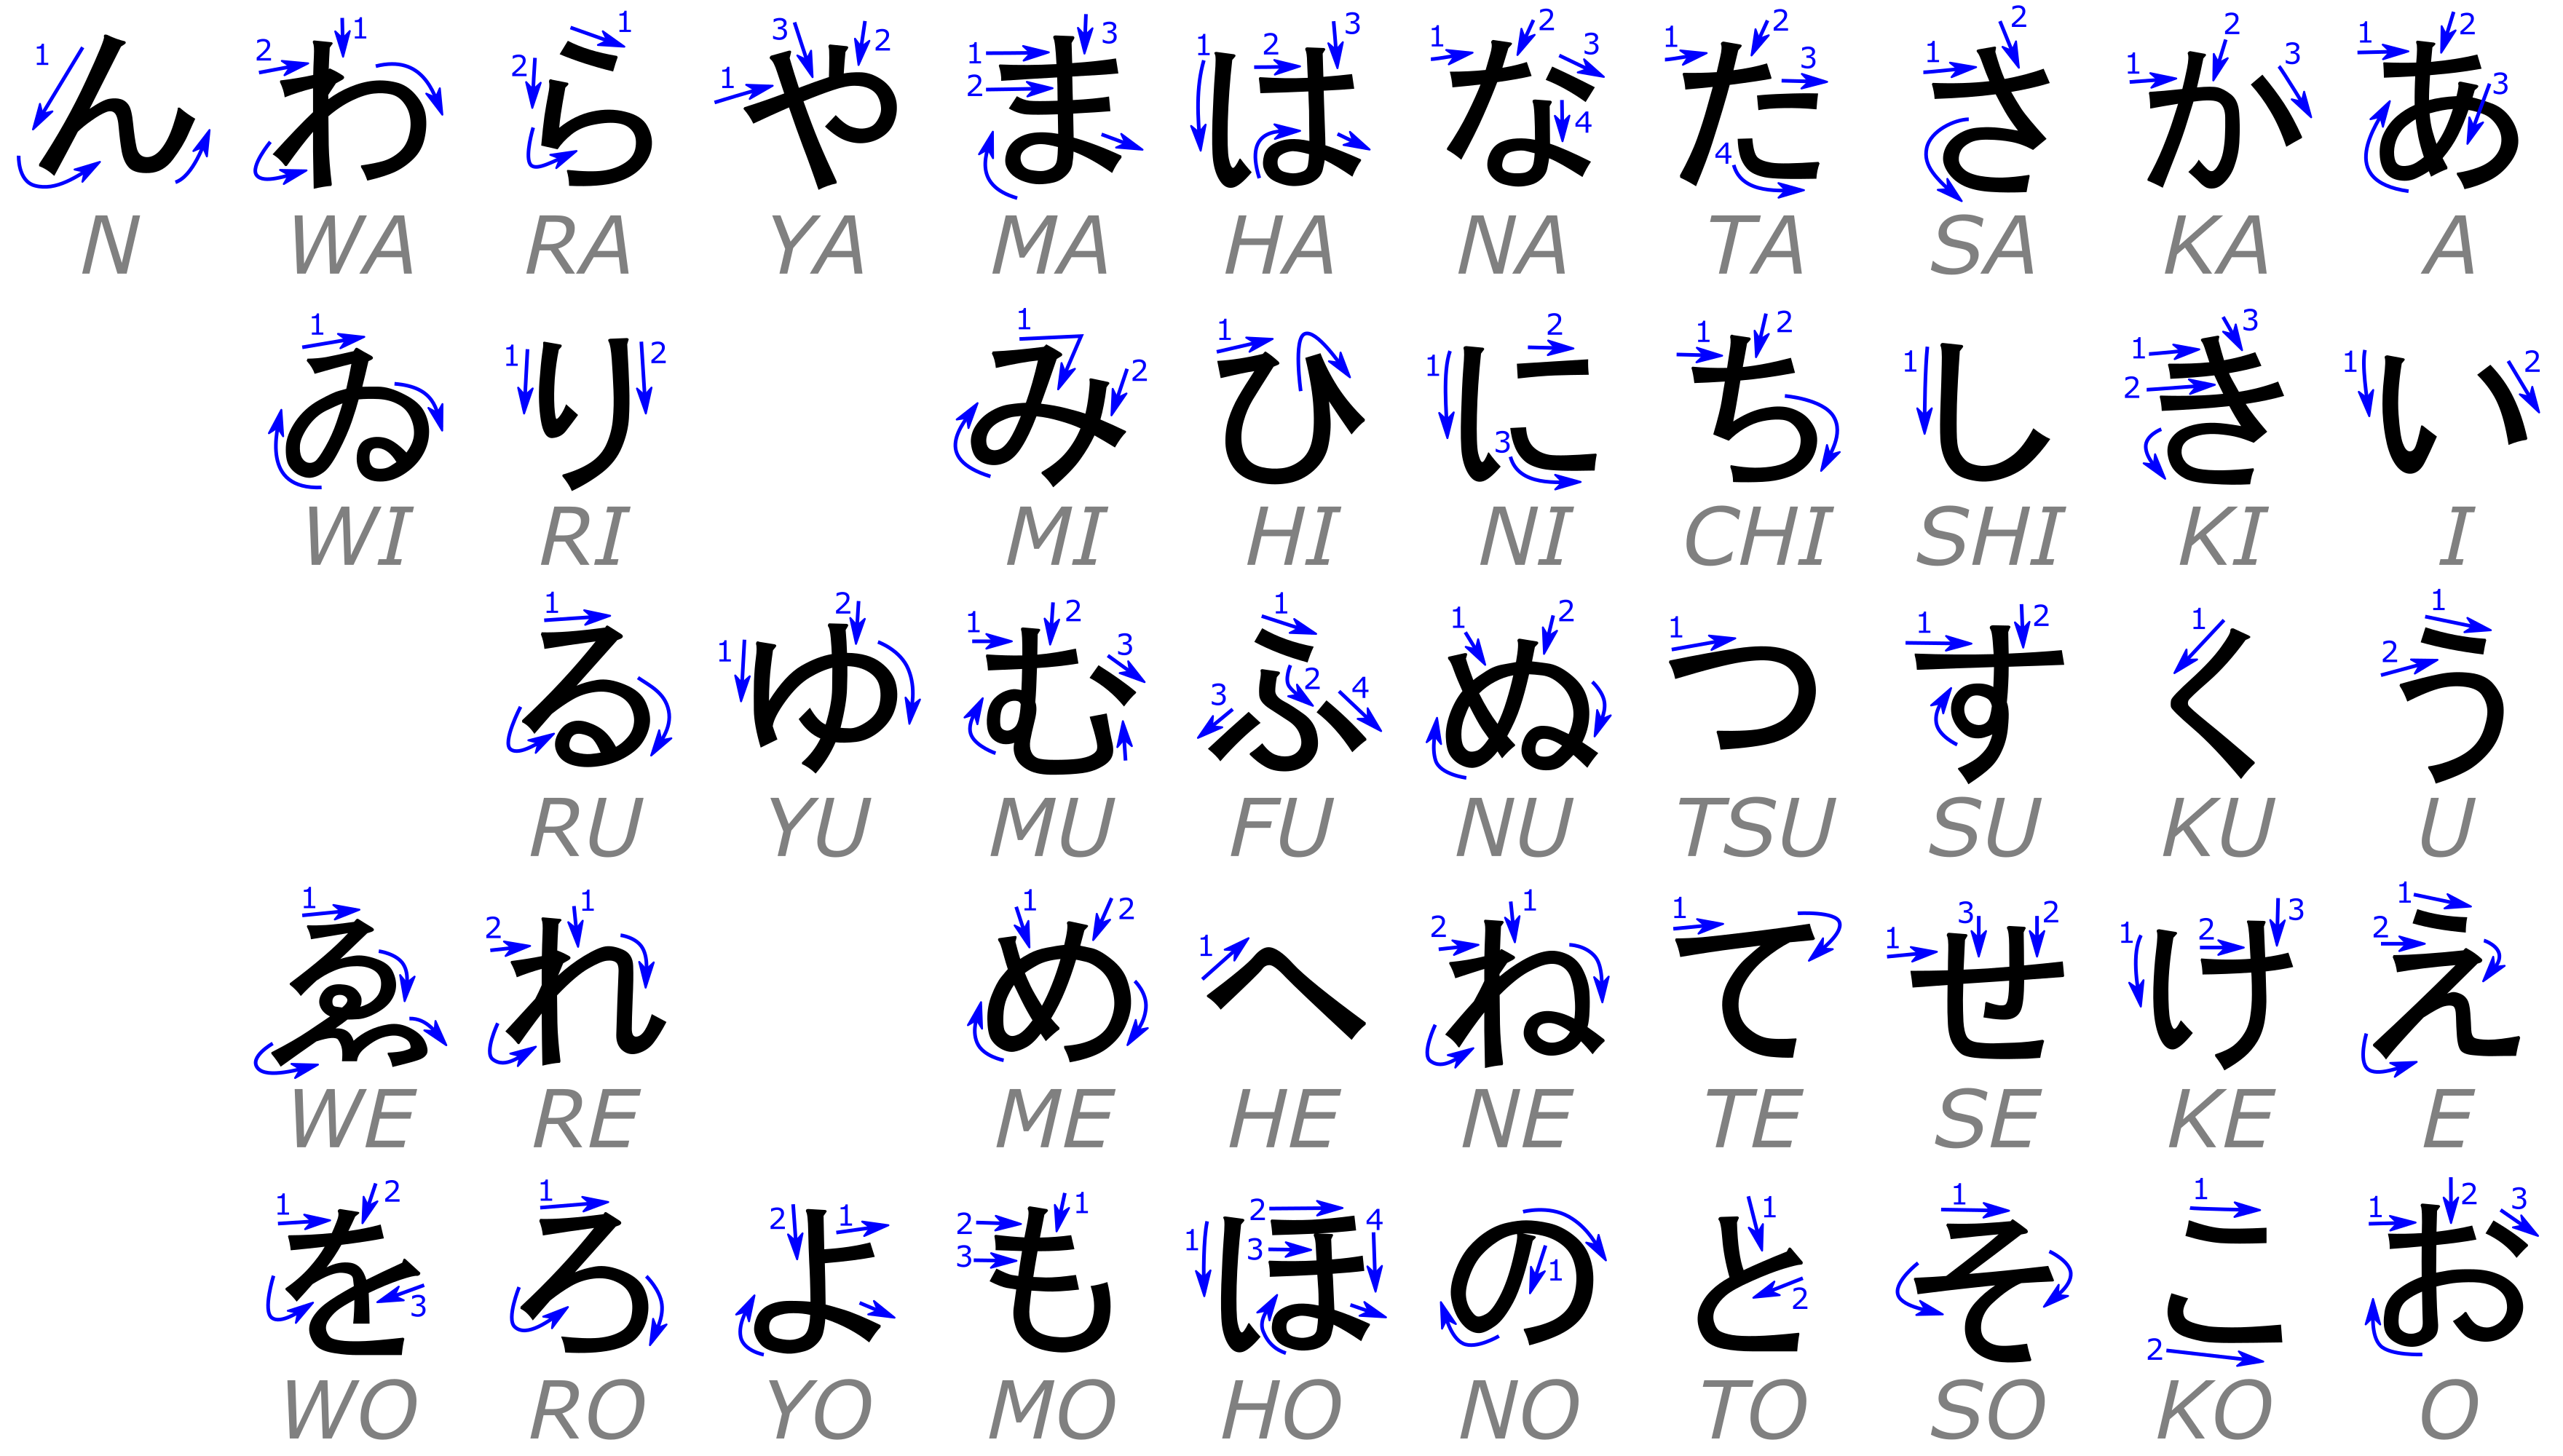 ん わ ら や ま は な た さ か あ
N WA RA YA MA HA NA TA SA KA A
ゐ り み ひ に ち し き い
WI RI MI HI NI CHI SHI KI I
る ゆ む ふ ぬ つ す く う
RU YU MU FU NU TSU SU KU U
ゑ れ め へ ね て せ け え
WE RE ME HE NE TE SE KE E
を ろ よ も ほ の と そ こ お
WO RO YO MO HO NO TO SO KO O